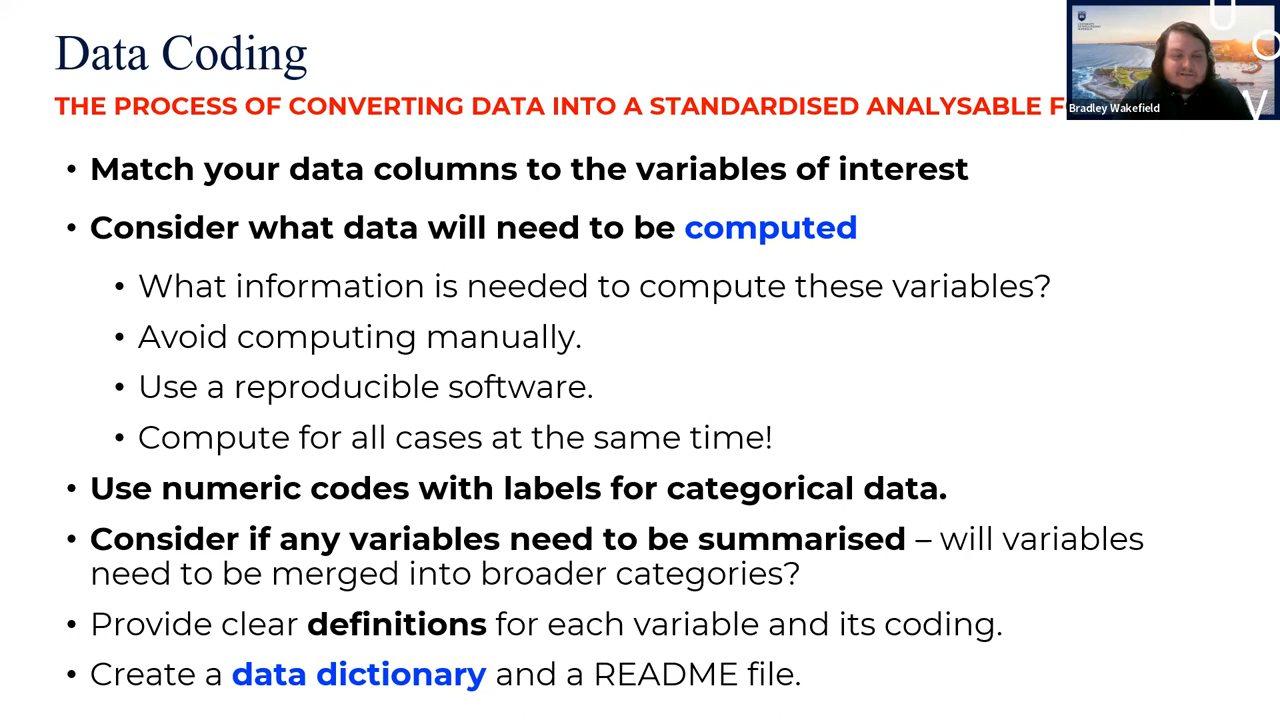 Data Coding
THE PROCESS OF CONVERTING DATA INTO A STANDARDISED ANALYSABLE
• Match your data columns to the variables of interest
• Consider what data will need to be computed
• What information is needed to compute these variables?
• Avoid computing manually.
• Use a reproducible software.
• Compute for all cases at the same time!
• Use numeric codes with labels for categorical data.
• Consider if any variables need to be summarised – will variables
need to be merged into broader categories?
• Provide clear definitions for each variable and its coding.
• Create a data dictionary and a README file.
Bradley Wakefield
U
O
V